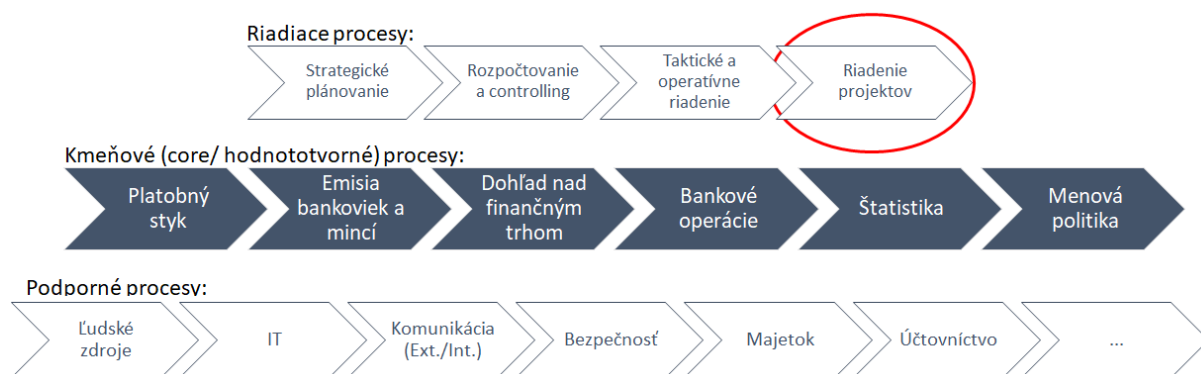 Riadiace procesy:
Strategické
plánovanie
Rozpočtovanie
a controlling
Taktické a
operatívne
riadenie
Riadenie
projektov
Kmeňové (core/ hodnototvorné) procesy:
Platobný
styk
Emisia
bankoviek a
mincí
Dohľad nad
finančným
trhom
Bankové
operácie
Štatistika
Menová
politika
Podporné procesy:
Ľudské
zdroje
IT
Komunikácia
(Ext./Int.)
Bezpečnosť
Majetok
Účtovníctvo
...